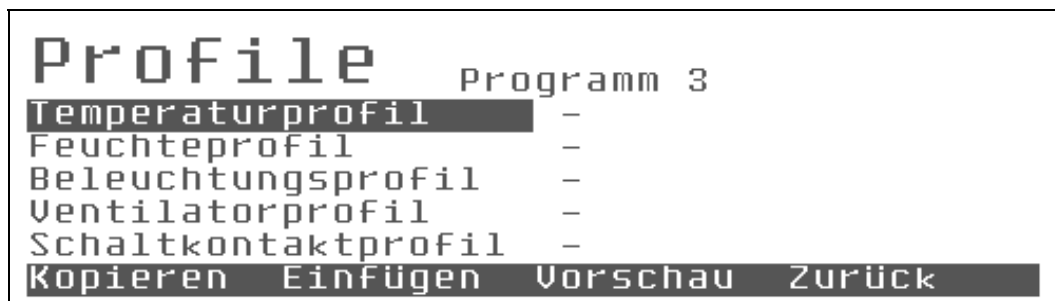 Profile Programm 3
Temperaturprofil –
Feuchteprofil –
Beleuchtungsprofil –
Ventilatorprofil –
Schaltkontaktprofil –
Kopieren Einfügen Vorschau Zurück